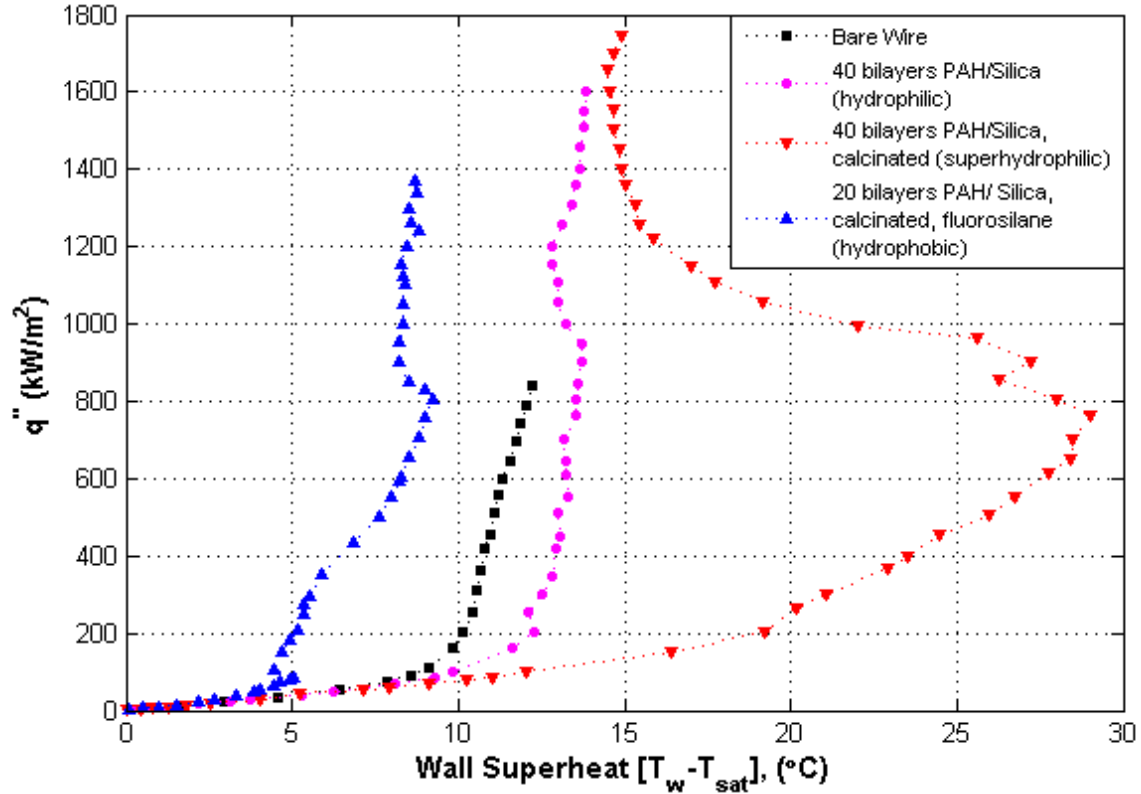 1800
1600
1400
1200
1000
800
600
400
200
0
q" (kW/m²)
Bare Wire
40 bilayers PAH/Silica
(hydrophilic)
40 bilayers PAH/Silica,
calcinated (superhydrophilic)
20 bilayers PAH/ Silica,
calcinated, fluorosilane
(hydrophobic)
0 5 10 15 20 25 30
Wall Superheat [T_w-T_sat], (°C)